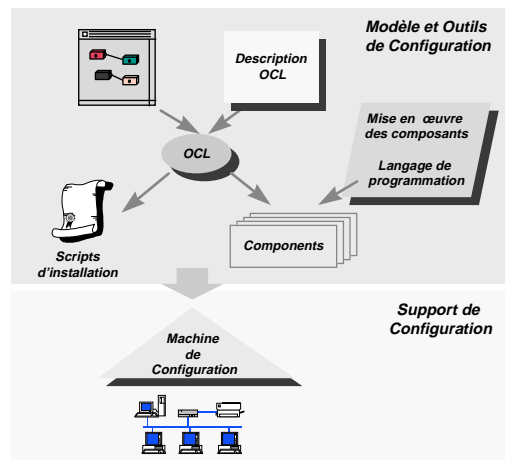 Modèle et Outils
de Configuration
Description
OCL
Mise en œuvre
des composants
Langage de
programmation
OCL
Scripts
d'installation
Components
Support de
Configuration
Machine
de
Configuration